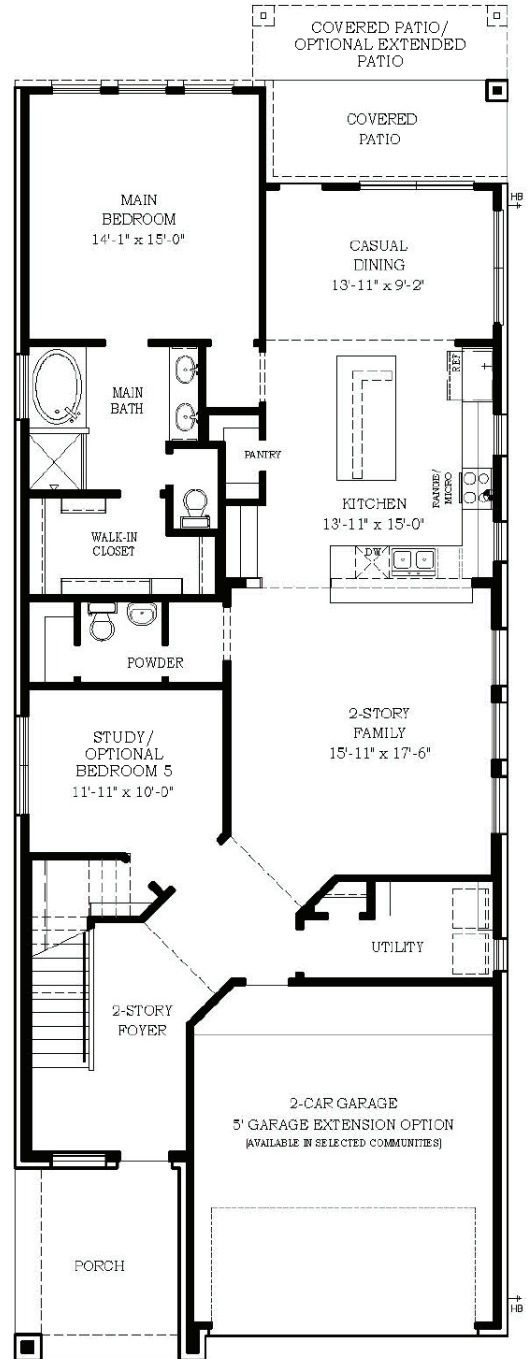 COVERED PATIO/
OPTIONAL EXTENDED
PATIO
COVERED
PATIO
HB
MAIN
BEDROOM
14'-1" x 15'-0"
CASUAL
DINING
13'-11" x 9'-2"
REF
MAIN
BATH
PANTRY
RANGE/
MICRO
KITCHEN
13'-11" x 15'-0"
WALK-IN
CLOSET
DW
POWDER
2-STORY
FAMILY
15'-11" x 17'-6"
STUDY/
OPTIONAL
BEDROOM 5
11'-11" x 10'-0"
UTILITY
2-STORY
FOYER
2-CAR GARAGE
5' GARAGE EXTENSION OPTION
(AVAILABLE IN SELECTED COMMUNITIES)
PORCH
HB